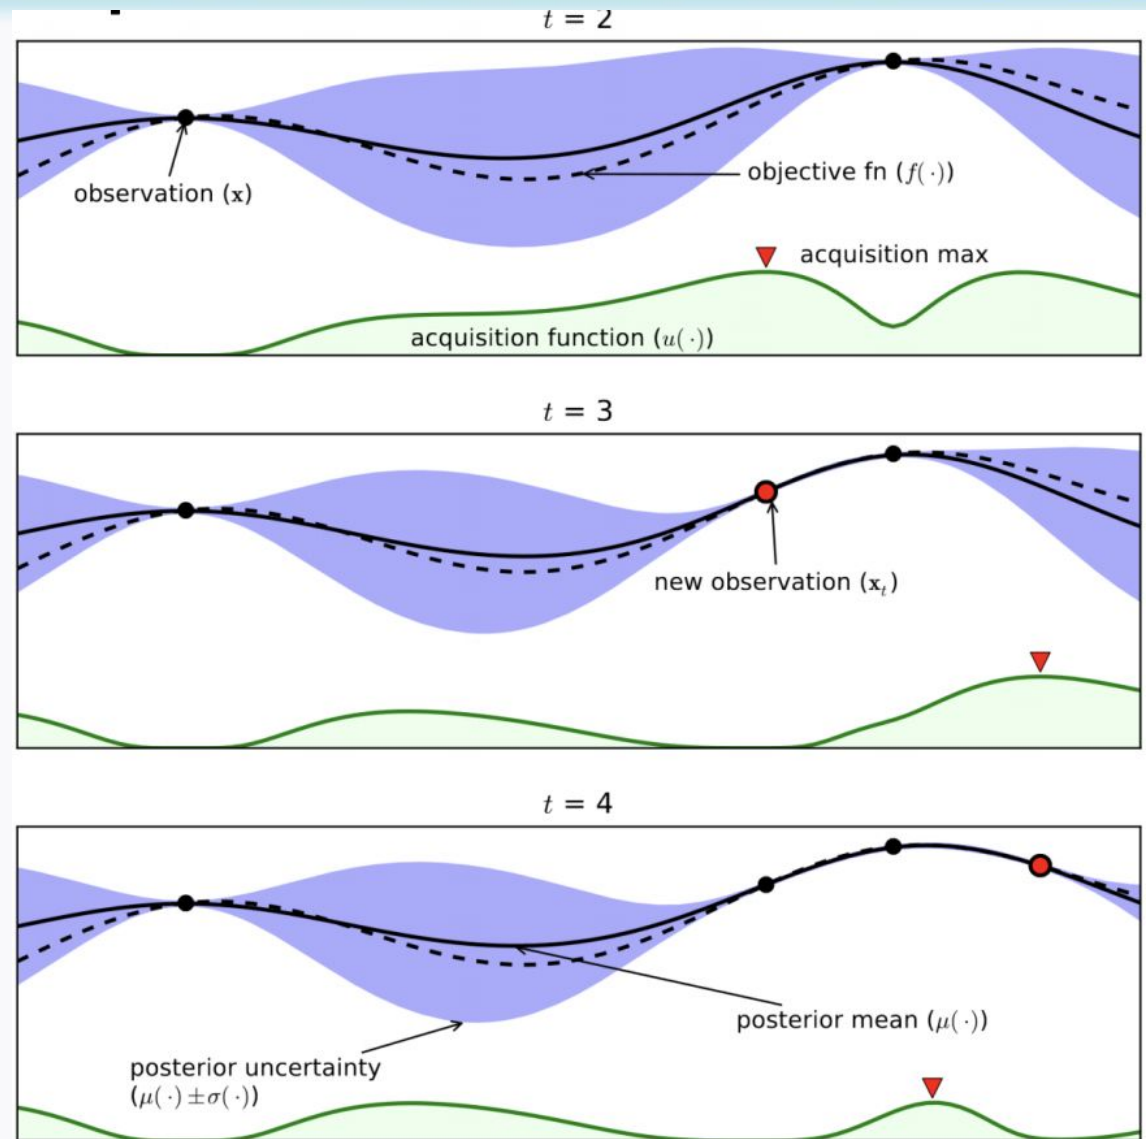 t = 2
observation (x)
objective fn (f(·))
acquisition max
acquisition function (u(·))
t = 3
new observation (xₜ)
t = 4
posterior mean (μ(·))
posterior uncertainty
(μ(·) ±σ(·))